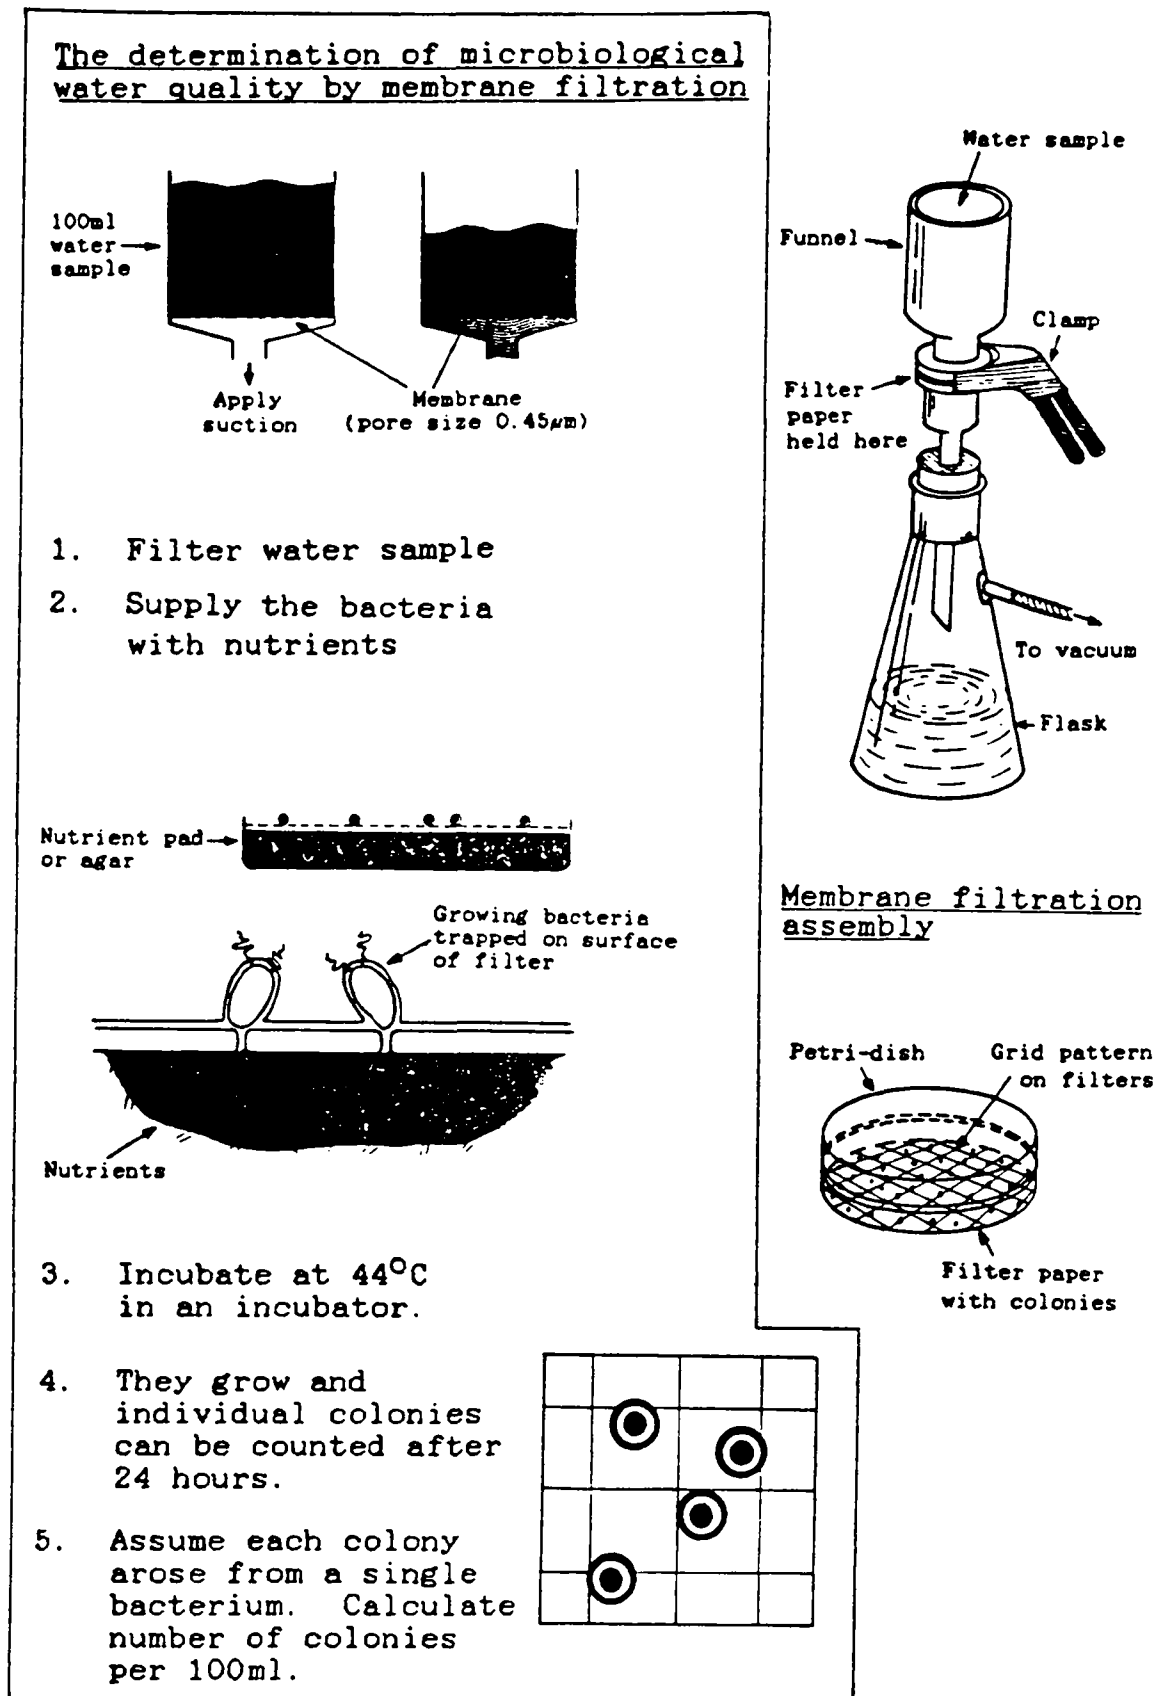 The determination of microbiological
water quality by membrane filtration
100ml
water
sample
Apply
suction
Membrane
(pore size 0.45μm)
1. Filter water sample
2. Supply the bacteria
with nutrients
Nutrient pad
or agar
Growing bacteria
trapped on surface
of filter
Nutrients
3. Incubate at 44°C
in an incubator.
4. They grow and
individual colonies
can be counted after
24 hours.
5. Assume each colony
arose from a single
bacterium. Calculate
number of colonies
per 100ml.
Water sample
Funnel
Clamp
Filter
paper
held here
To vacuum
Flask
Membrane filtration
assembly
Petri-dish
Grid pattern
on filters
Filter paper
with colonies